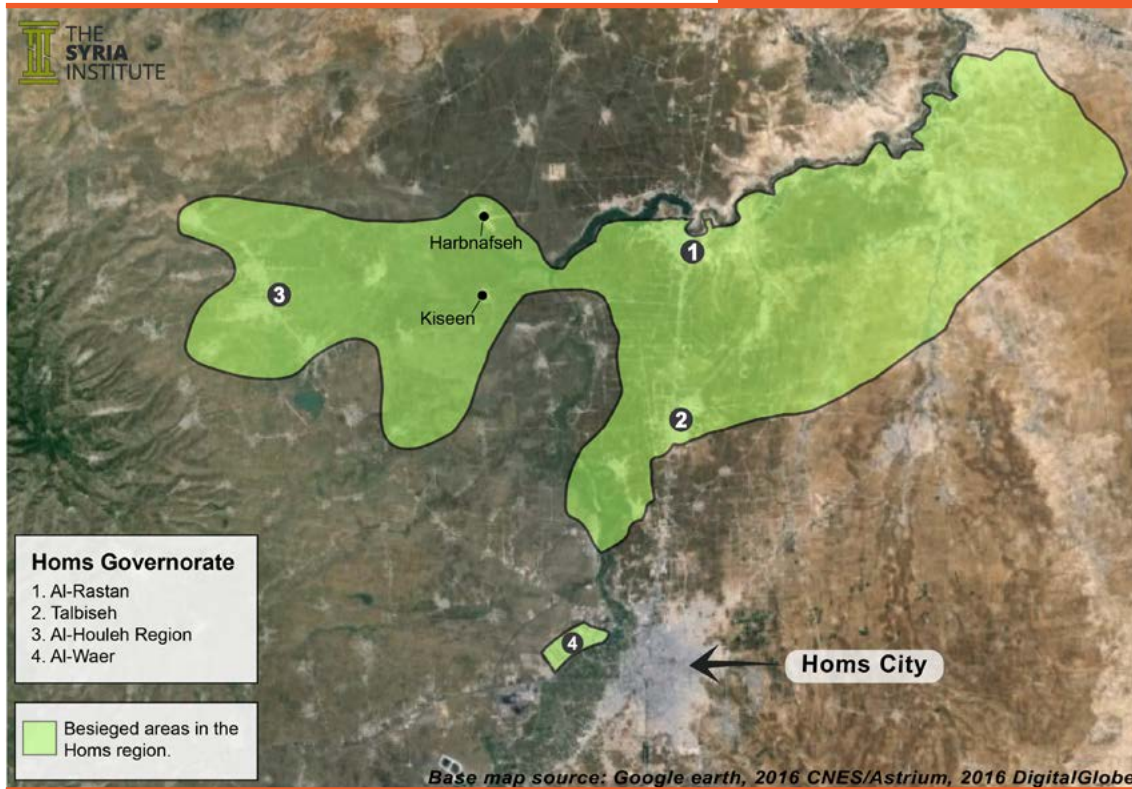 THE
SYRIA
INSTITUTE
Harbnafseh
1
3
Kiseen
2
Homs Governorate
1. Al-Rastan
2. Talbiseh
3. Al-Houleh Region
4. Al-Waer
4
Homs City
Besieged areas in the
Homs region.
Base map source: Google earth, 2016 CNES/Astrium, 2016 DigitalGlobe